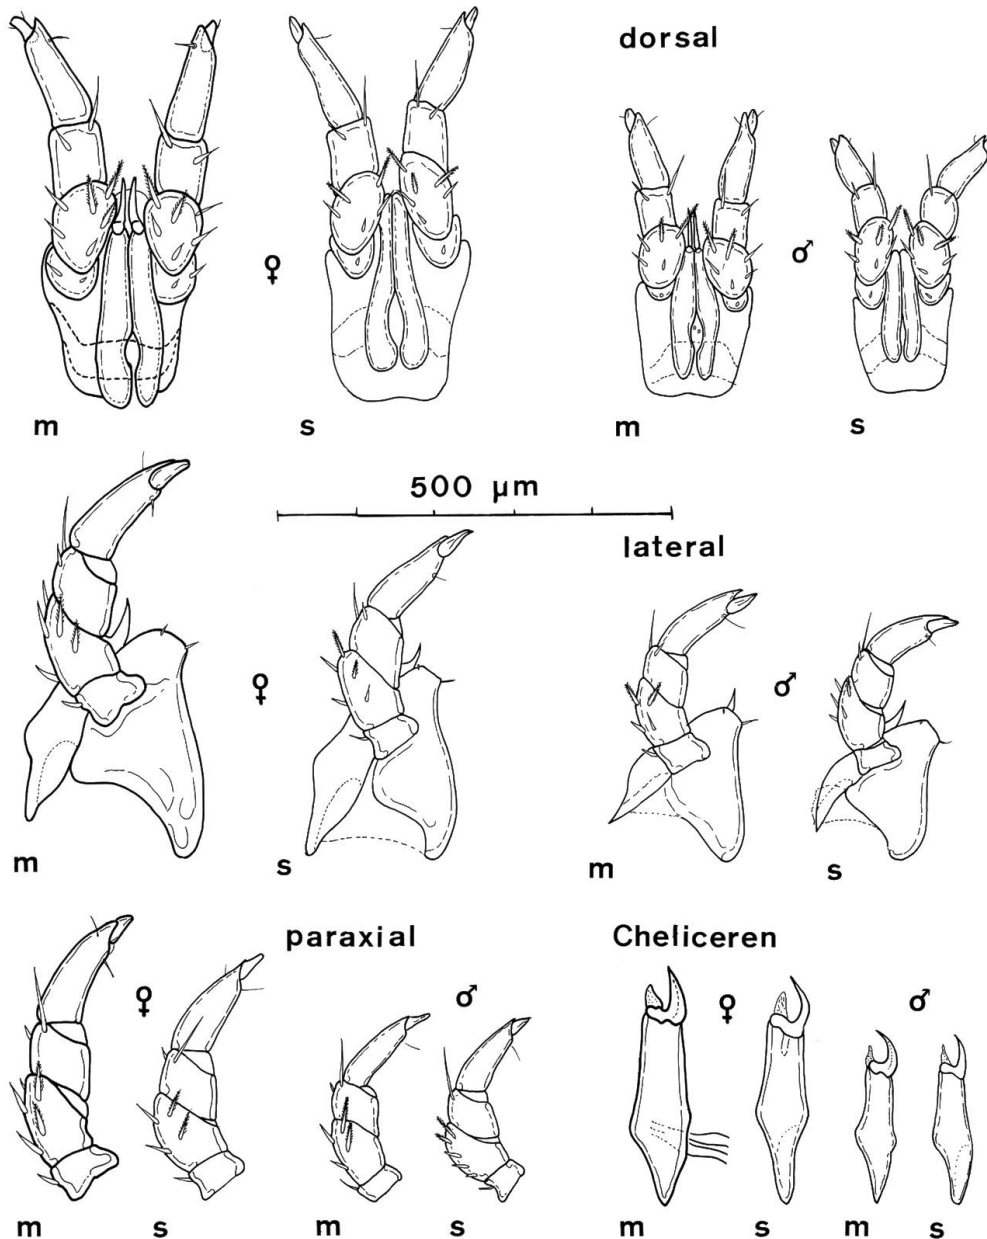 dorsal
♀ ♂
m s m s
500 µm
lateral
♀ ♂
m s m s
paraxial Cheliceren
♀ ♂ ♀ ♂
m s m s m s m s